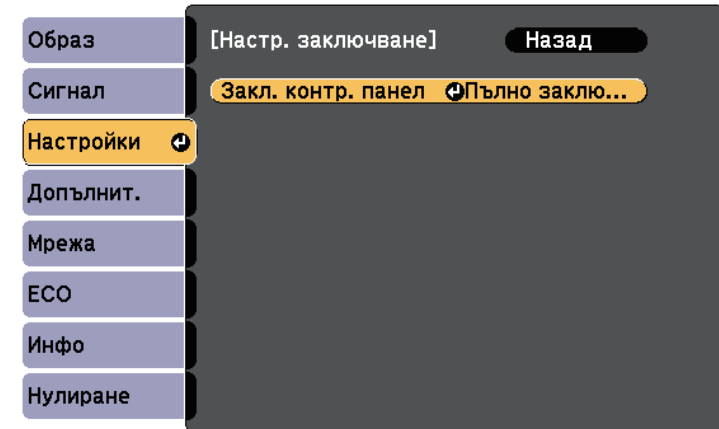 Образ
Сигнал
Настройки
Допълнит.
Мрежа
ECO
Инфо
Нулиране
[Настр. заключване] Назад
Закл. контр. панел Пълно заклю...